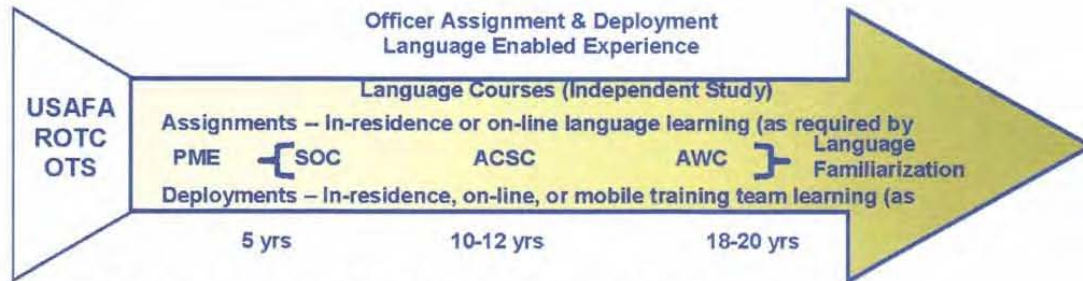 Officer Assignment & Deployment
Language Enabled Experience
USAFA
ROTC
OTS
Language Courses (Independent Study)
Assignments – In-residence or on-line language learning (as required by
PME SOC ACSC AWC
Language
Familiarization
Deployments – In-residence, on-line, or mobile training team learning (as
5 yrs 10-12 yrs 18-20 yrs